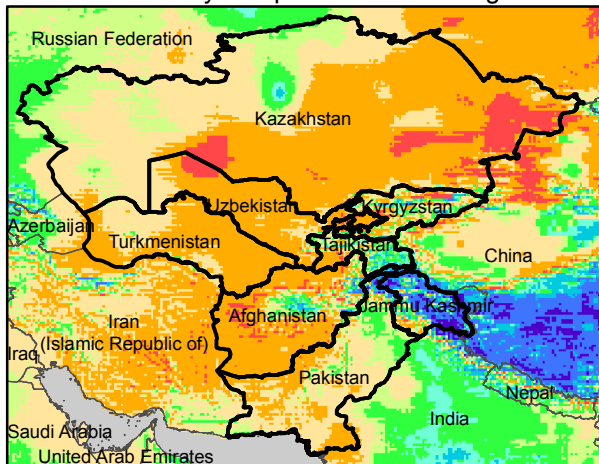 Russian Federation
Kazakhstan
Uzbekistan
Kyrgyzstan
Azerbaijan
Turkmenistan
Tajikistan
China
Jammu Kashmir
Iran
(Islamic Republic of)
Afghanistan
Iraq
Pakistan
Nepal
India
Saudi Arabia
United Arab Emirates